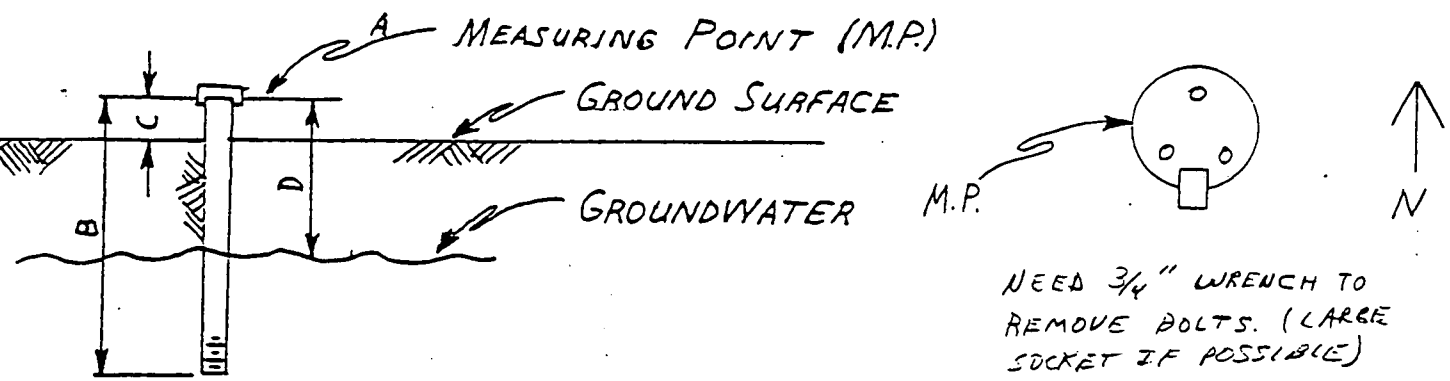 A
MEASURING POINT (M.P.)
GROUND SURFACE
C
D
B
GROUNDWATER
M.P.
N
NEED 3/4" WRENCH TO
REMOVE BOLTS. (LARGE
SOCKET IF POSSIBLE)